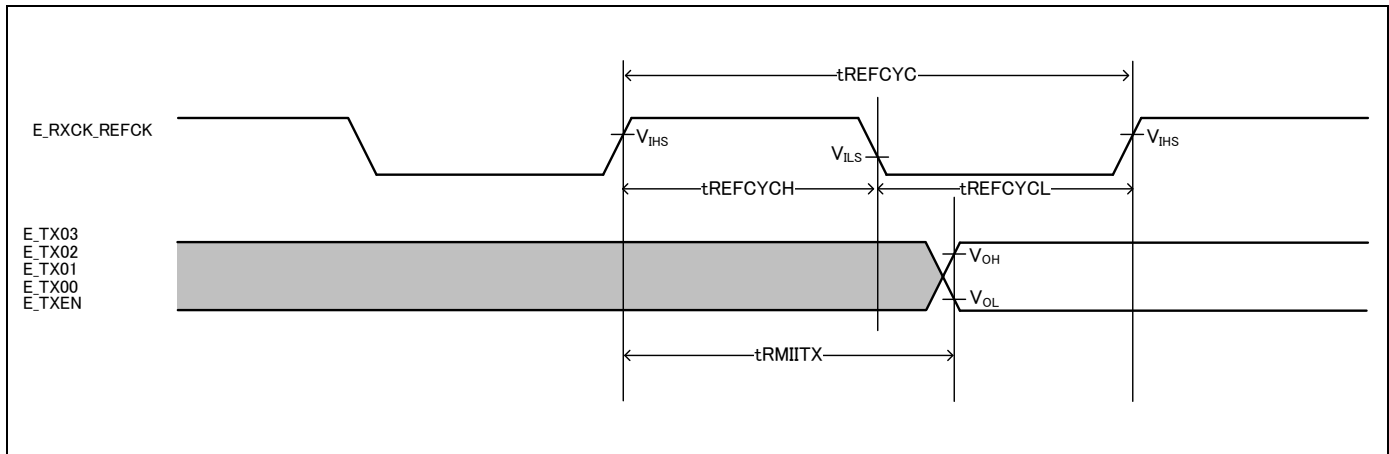 tREFCYC
E_RXCK_REFCK
VIHS
VILS
VIHS
tREFCYCH
tREFCYCL
E_TX03
E_TX02
E_TX01
E_TX00
E_TXEN
VOH
VOL
tRMIITX